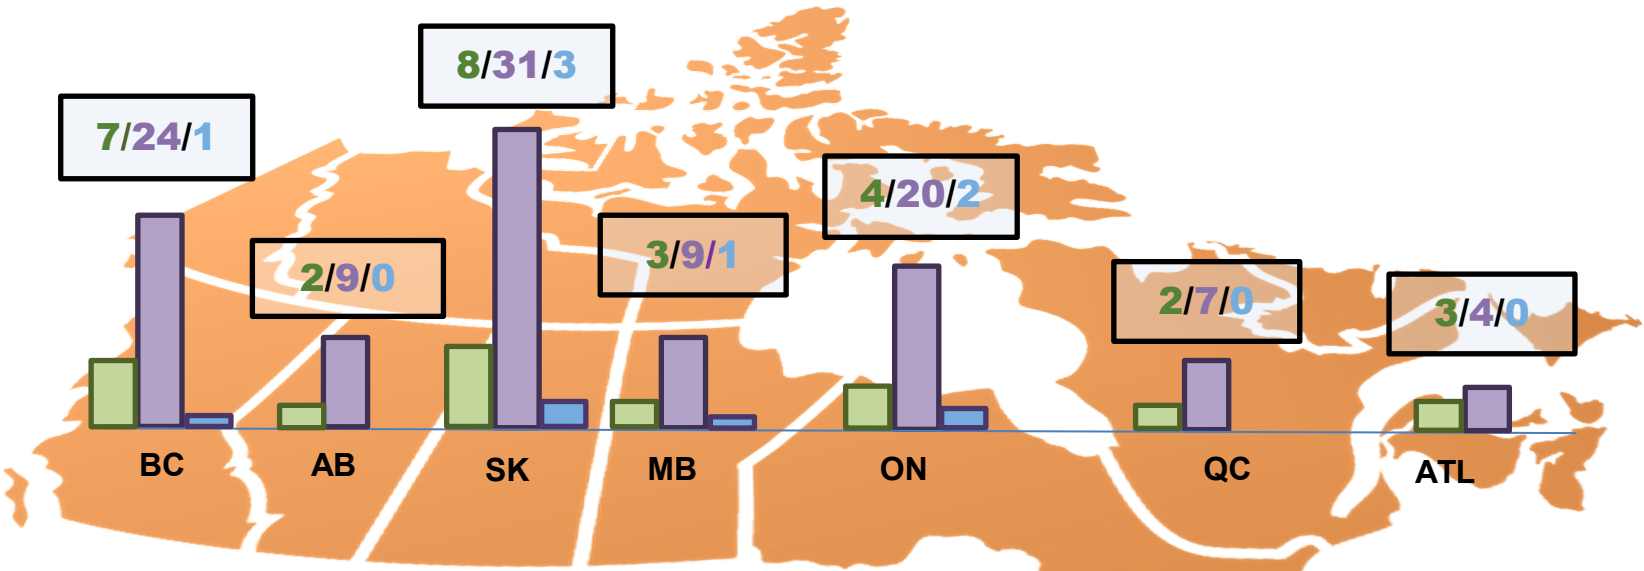 8/31/3
7/24/1
4/20/2
3/9/1
2/9/0
2/7/0
3/4/0
BC
AB
SK
MB
ON
QC
ATL